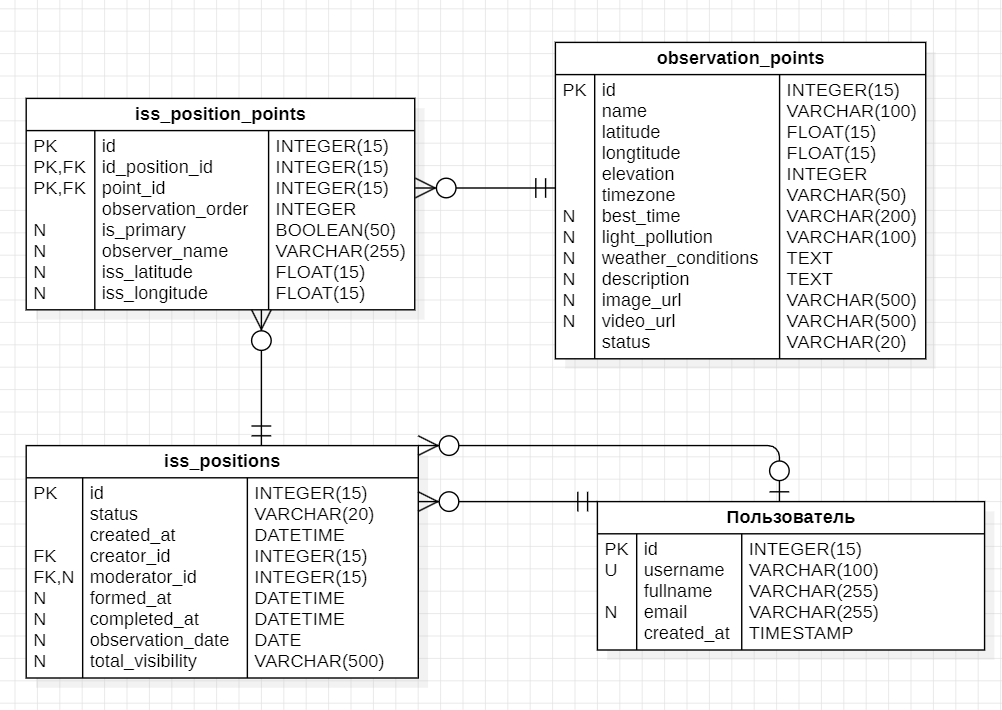 observation_points
PK id INTEGER(15)
name VARCHAR(100)
latitude FLOAT(15)
longtitude FLOAT(15)
elevation INTEGER
timezone VARCHAR(50)
N best_time VARCHAR(200)
N light_pollution VARCHAR(100)
N weather_conditions TEXT
N description TEXT
N image_url VARCHAR(500)
N video_url VARCHAR(500)
status VARCHAR(20)
iss_position_points
PK id INTEGER(15)
PK,FK id_position_id INTEGER(15)
PK,FK point_id INTEGER(15)
observation_order INTEGER
N is_primary BOOLEAN(50)
N observer_name VARCHAR(255)
N iss_latitude FLOAT(15)
N iss_longitude FLOAT(15)
iss_positions
PK id INTEGER(15)
status VARCHAR(20)
created_at DATETIME
FK creator_id INTEGER(15)
FK,N moderator_id INTEGER(15)
N formed_at DATETIME
N completed_at DATETIME
N observation_date DATE
N total_visibility VARCHAR(500)
Пользователь
PK id INTEGER(15)
U username VARCHAR(100)
fullname VARCHAR(255)
N email VARCHAR(255)
created_at TIMESTAMP